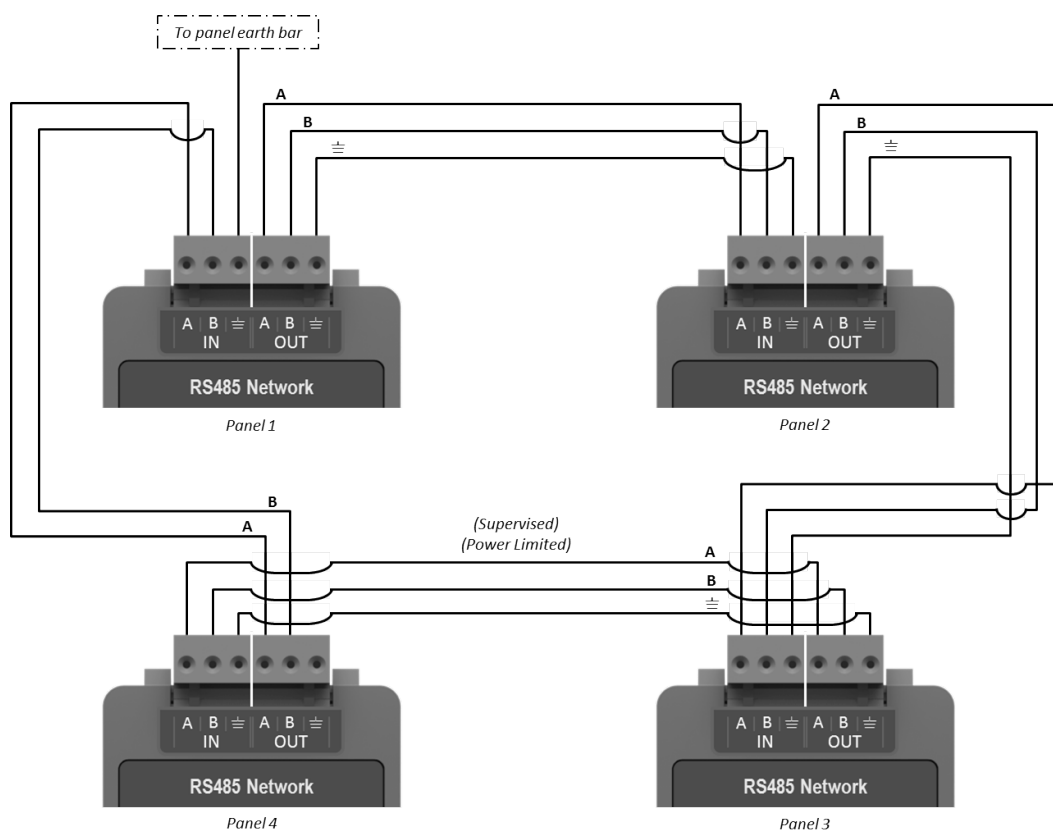 To panel earth bar
A
A
B
B
A | B | ⏚ | A | B | ⏚
IN OUT
RS485 Network
Panel 1
A | B | ⏚ | A | B | ⏚
IN OUT
RS485 Network
Panel 2
B
A
(Supervised)
(Power Limited)
A
B
A | B | ⏚ | A | B | ⏚
IN OUT
RS485 Network
Panel 4
A | B | ⏚ | A | B | ⏚
IN OUT
RS485 Network
Panel 3